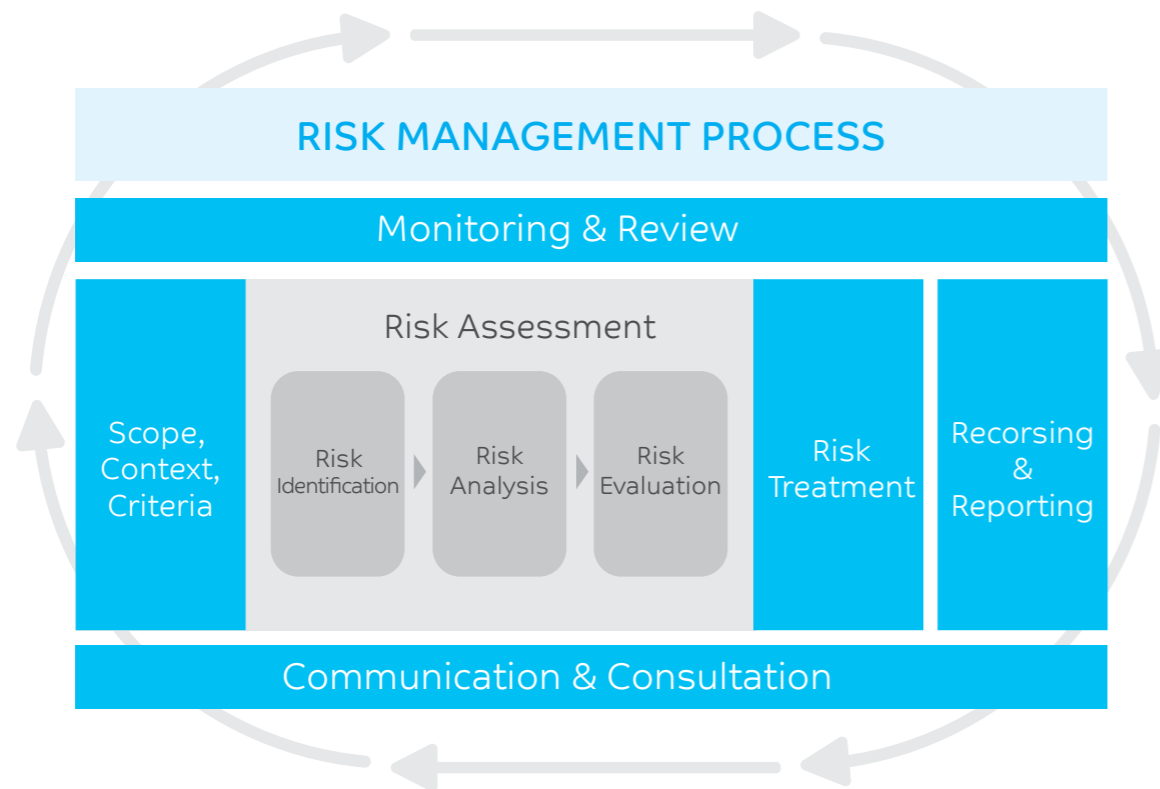 RISK MANAGEMENT PROCESS
Monitoring & Review
Scope,
Context,
Criteria
Risk Assessment
Risk
Identification
Risk
Analysis
Risk
Evaluation
Risk
Treatment
Recorsing
&
Reporting
Communication & Consultation